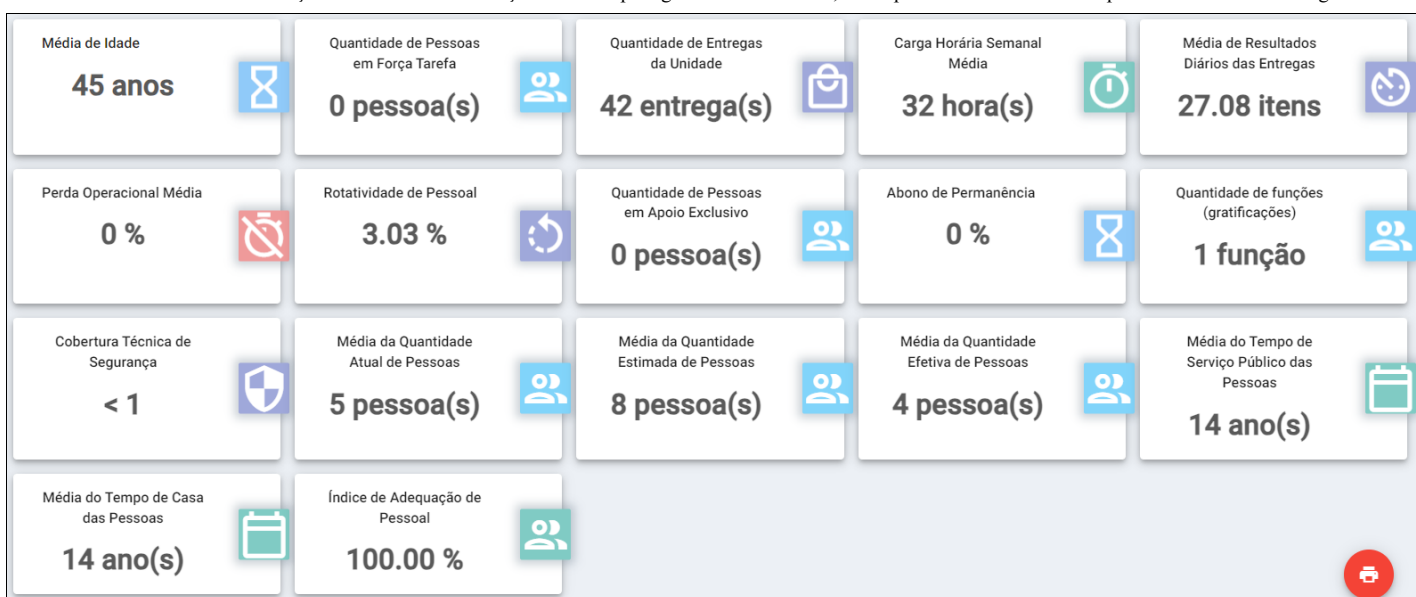 Média de Idade
45 anos
Quantidade de Pessoas
em Força Tarefa
0 pessoa(s)
Quantidade de Entregas
da Unidade
42 entrega(s)
Carga Horária Semanal
Média
32 hora(s)
Média de Resultados
Diários das Entregas
27.08 itens
Perda Operacional Média
0 %
Rotatividade de Pessoal
3.03 %
Quantidade de Pessoas
em Apoio Exclusivo
0 pessoa(s)
Abono de Permanência
0 %
Quantidade de funções
(gratificações)
1 função
Cobertura Técnica de
Segurança
< 1
Média da Quantidade
Atual de Pessoas
5 pessoa(s)
Média da Quantidade
Estimada de Pessoas
8 pessoa(s)
Média da Quantidade
Efetiva de Pessoas
4 pessoa(s)
Média do Tempo de
Serviço Público das
Pessoas
14 ano(s)
Média do Tempo de Casa
das Pessoas
14 ano(s)
Índice de Adequação de
Pessoal
100.00 %